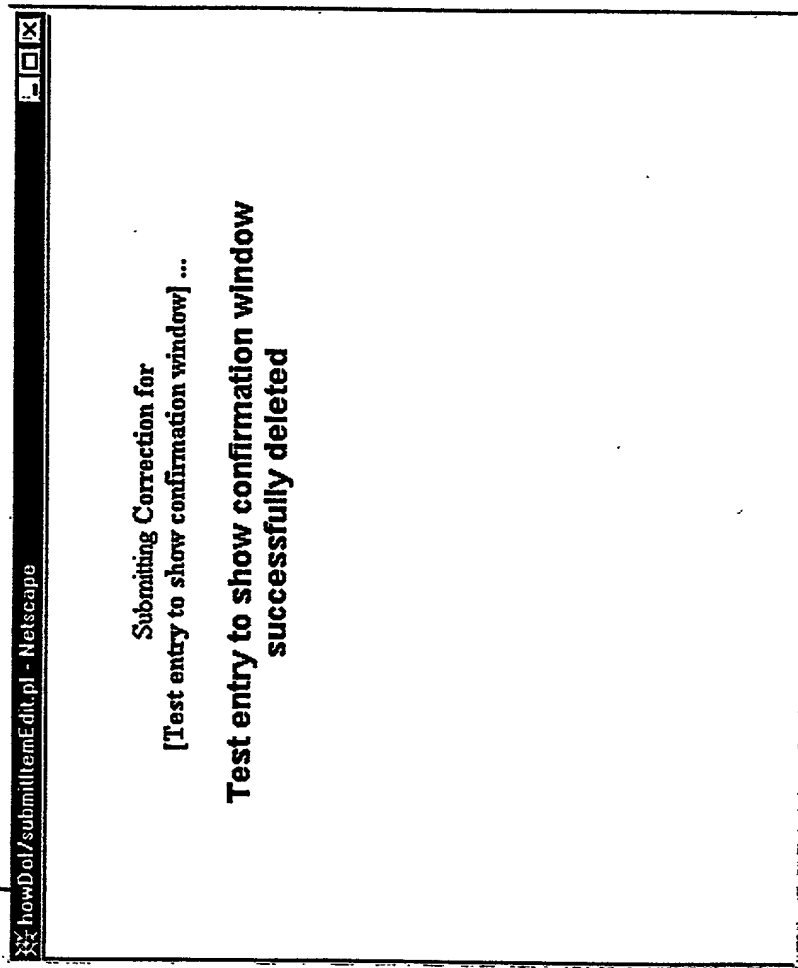 howDoI/submitItemEdit.pl - Netscape
Submitting Correction for
[Test entry to show confirmation window] ...
Test entry to show confirmation window
successfully deleted